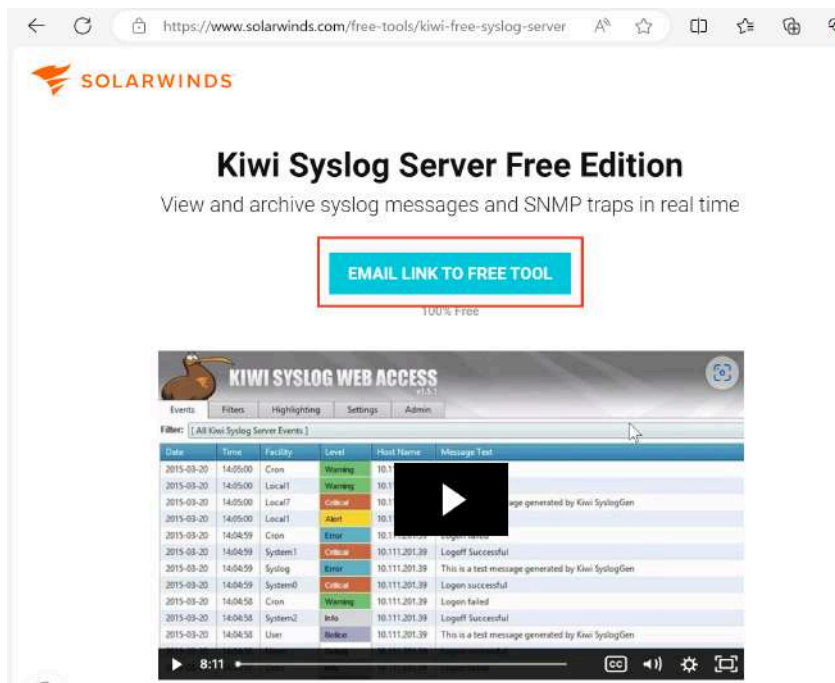 https://www.solarwinds.com/free-tools/kiwi-free-syslog-server
SOLARWINDS
Kiwi Syslog Server Free Edition
View and archive syslog messages and SNMP traps in real time
EMAIL LINK TO FREE TOOL
100% Free
KIWI SYSLOG WEB ACCESS
Events Filters Highlighting Settings Admin
Filter: [ All Kiwi Syslog Server Events ]
Date Time Facility Level Host Name Message Text
2015-03-20 14:05:00 Cron Warning
2015-03-20 14:05:00 Local1 Warning
2015-03-20 14:05:00 Local7 Critical generated by Kiwi SyslogGen
2015-03-20 14:05:00 Local1 Alert
2015-03-20 14:04:59 Cron Error 10.111.201.39 Logon failed
2015-03-20 14:04:59 System1 Critical 10.111.201.39 Logoff Successful
2015-03-20 14:04:59 Syslog Error 10.111.201.39 This is a test message generated by Kiwi SyslogGen
2015-03-20 14:04:59 System0 Critical 10.111.201.39 Logon successful
2015-03-20 14:04:58 Cron Warning 10.111.201.39 Logon failed
2015-03-20 14:04:58 System2 Info 10.111.201.39 Logoff Successful
2015-03-20 14:04:58 User Notice 10.111.201.39 This is a test message generated by Kiwi SyslogGen
8:11 CC